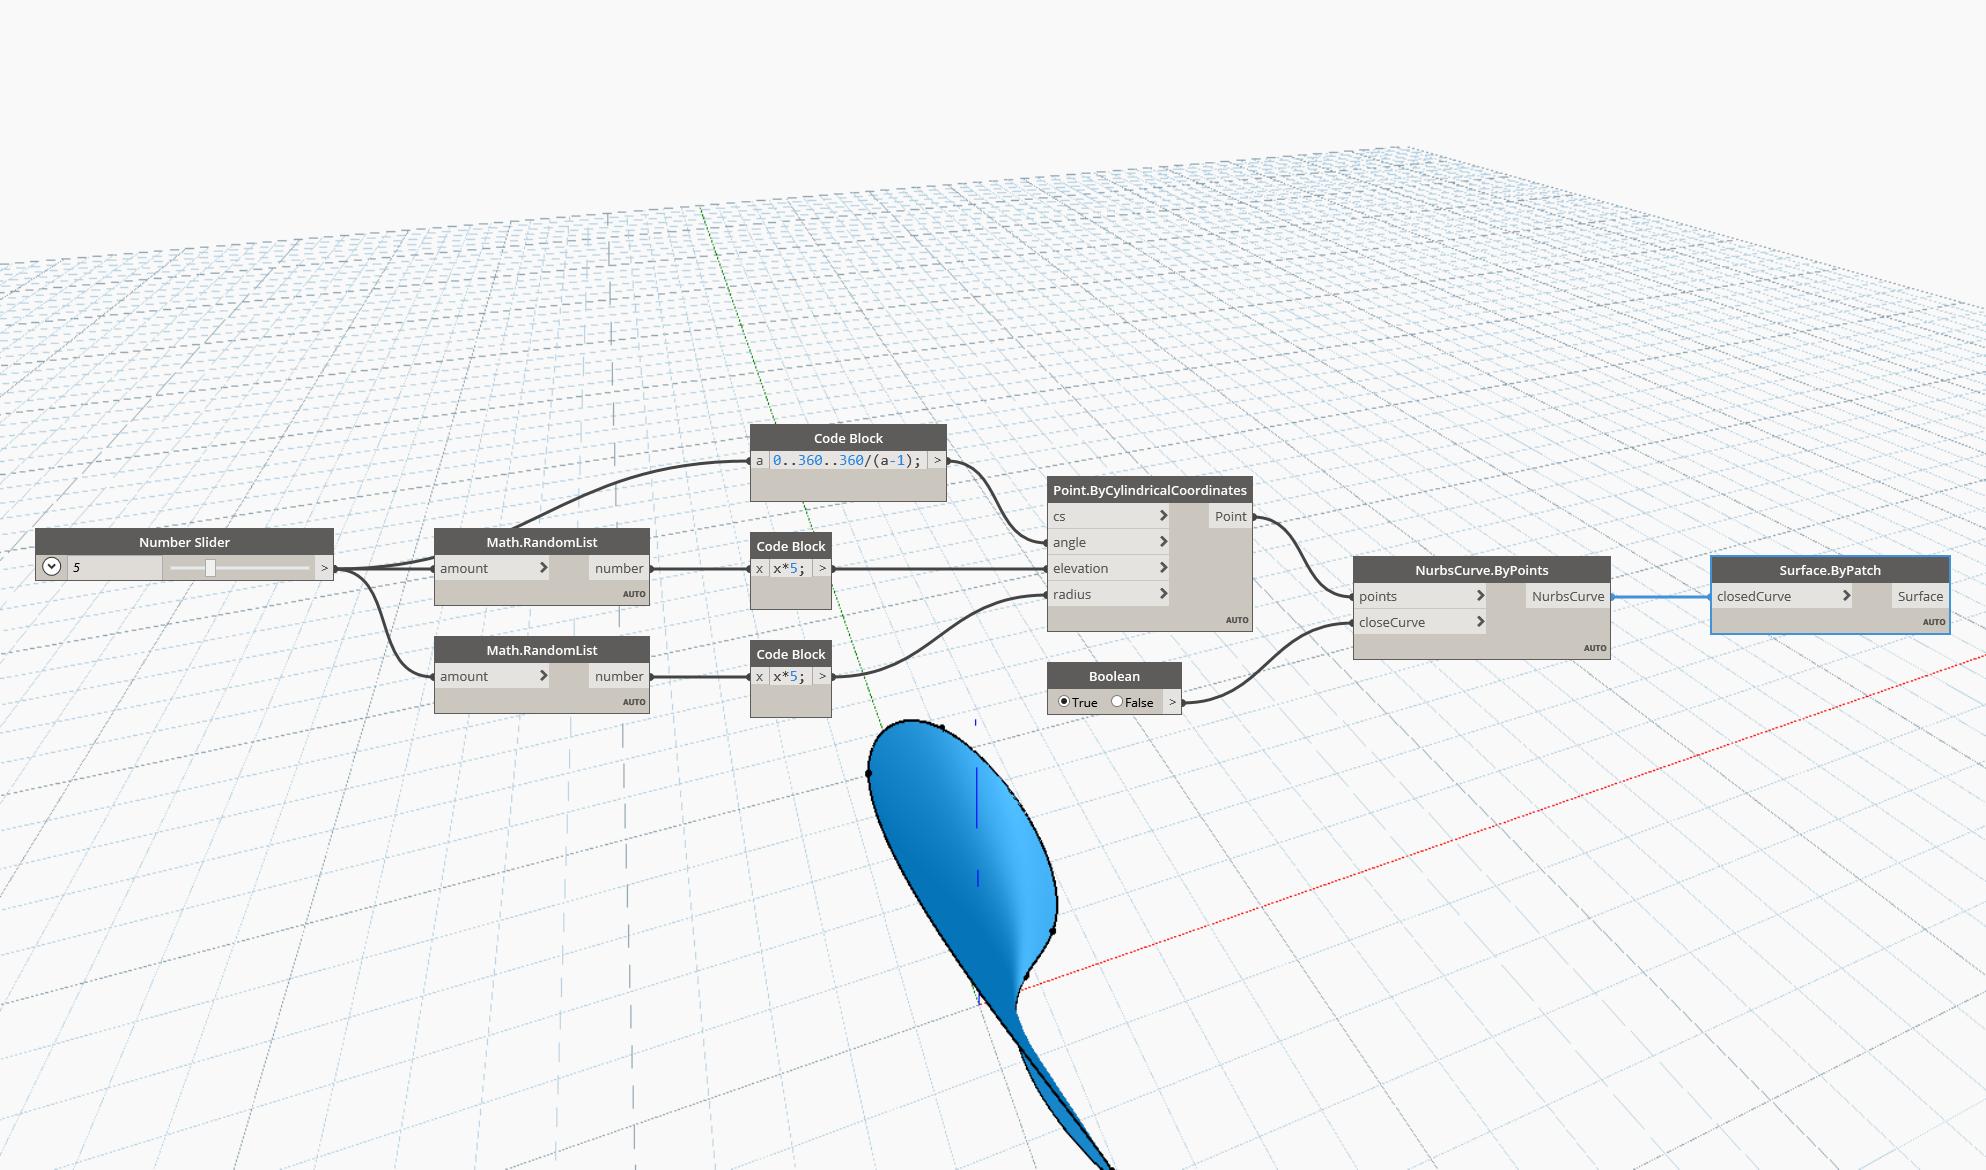 Number Slider
5
>
Math.RandomList
amount > number
AUTO
Math.RandomList
amount > number
AUTO
Code Block
a 0..360..360/(a-1); >
Code Block
x x*5; >
Code Block
x x*5; >
Point.ByCylindricalCoordinates
cs > Point
angle >
elevation >
radius >
AUTO
Boolean
True False >
NurbsCurve.ByPoints
points > NurbsCurve
closeCurve >
AUTO
Surface.ByPatch
closedCurve > Surface
AUTO